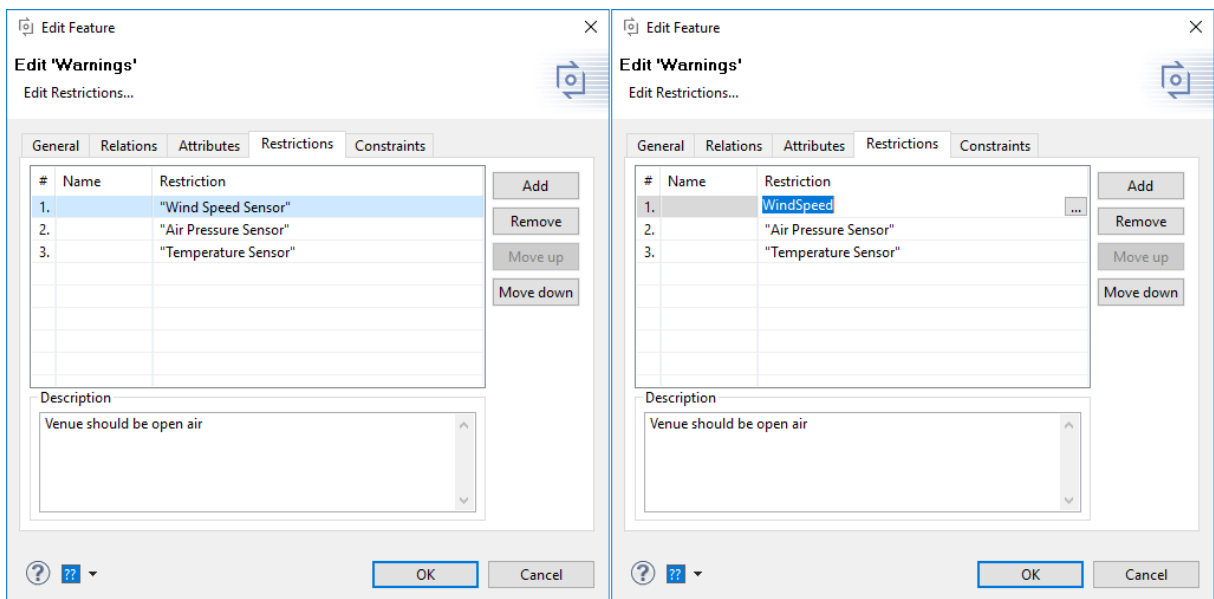 Edit Feature
Edit 'Warnings'
Edit Restrictions...
General Relations Attributes Restrictions Constraints
# Name Restriction
1. "Wind Speed Sensor"
2. "Air Pressure Sensor"
3. "Temperature Sensor"
Add
Remove
Move up
Move down
Description
Venue should be open air
? ??
OK Cancel
Edit Feature
Edit 'Warnings'
Edit Restrictions...
General Relations Attributes Restrictions Constraints
# Name Restriction
1. WindSpeed ...
2. "Air Pressure Sensor"
3. "Temperature Sensor"
Add
Remove
Move up
Move down
Description
Venue should be open air
? ??
OK Cancel